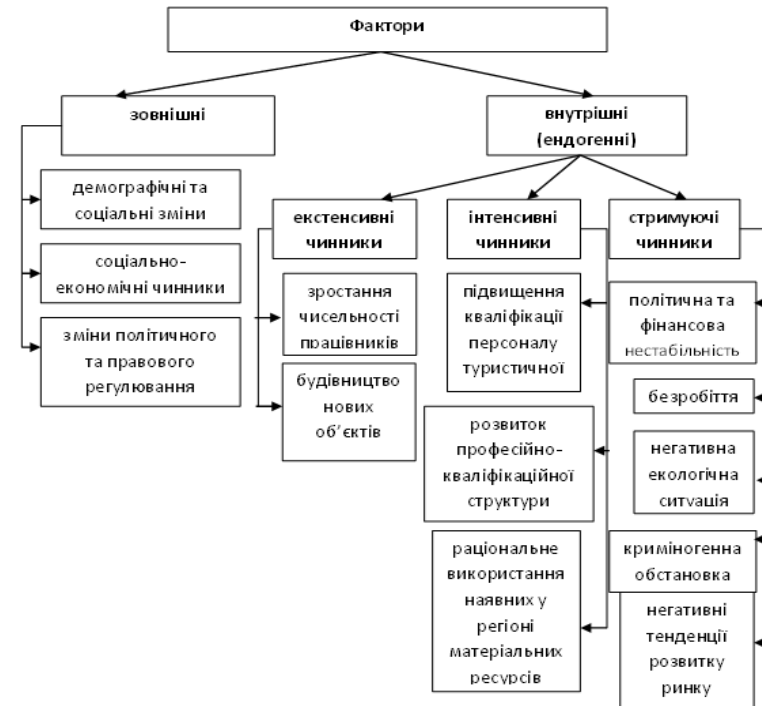 Фактори
зовнішні
внутрішні
(ендогенні)
демографічні та
соціальні зміни
соціально-
економічні чинники
зміни політичного
та правового
регулювання
екстенсивні
чинники
зростання
чисельності
працівників
будівництво
нових
об’єктів
інтенсивні
чинники
підвищення
кваліфікації
персоналу
туристичної
розвиток
професійно-
кваліфікаційної
структури
раціональне
використання
наявних у
регіоні
матеріальних
ресурсів
стримуючі
чинники
політична та
фінансова
нестабільність
безробіття
негативна
екологічна
ситуація
криміногенна
обстановка
негативні
тенденції
розвитку
ринку